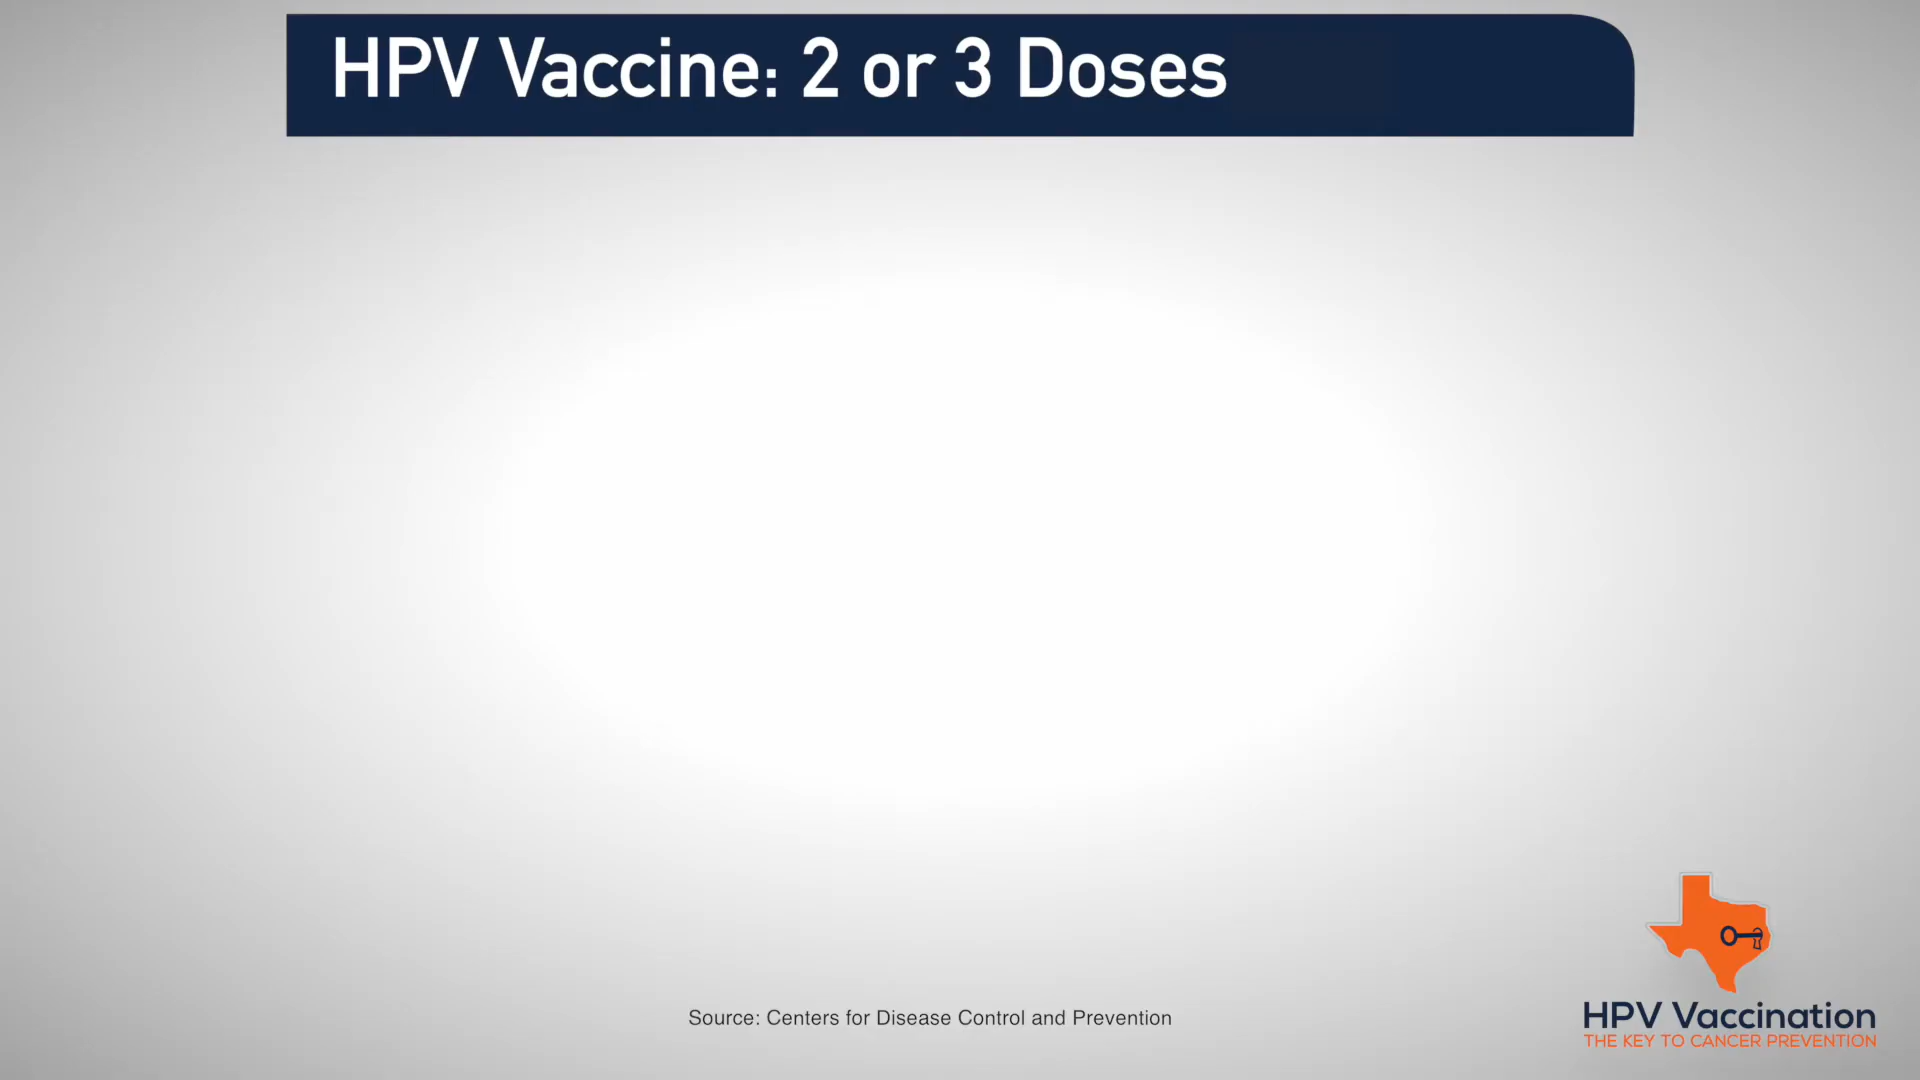 HPV Vaccine: 2 or 3 Doses
Source: Centers for Disease Control and Prevention
HPV Vaccination
THE KEY TO CANCER PREVENTION